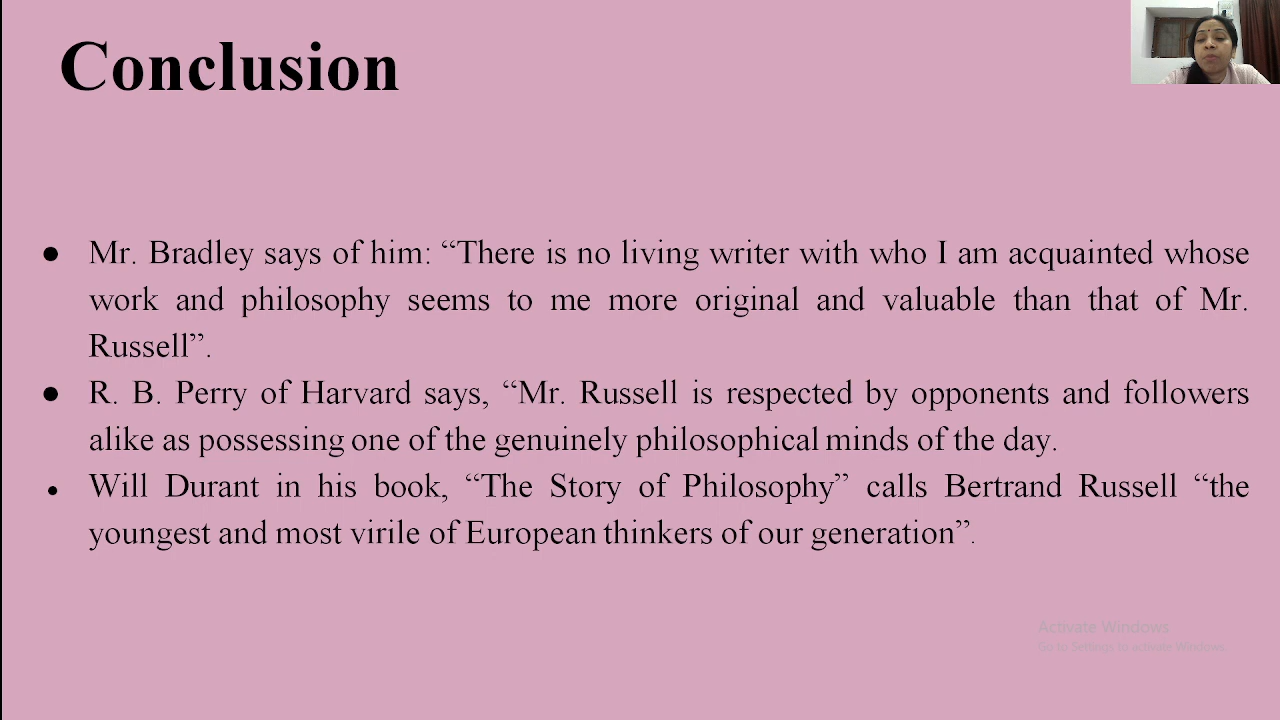 Conclusion
● Mr. Bradley says of him: “There is no living writer with who I am acquainted whose
work and philosophy seems to me more original and valuable than that of Mr.
Russell”.
● R. B. Perry of Harvard says, “Mr. Russell is respected by opponents and followers
alike as possessing one of the genuinely philosophical minds of the day.
● Will Durant in his book, “The Story of Philosophy” calls Bertrand Russell “the
youngest and most virile of European thinkers of our generation”.
Activate Windows
Go to Settings to activate Windows.